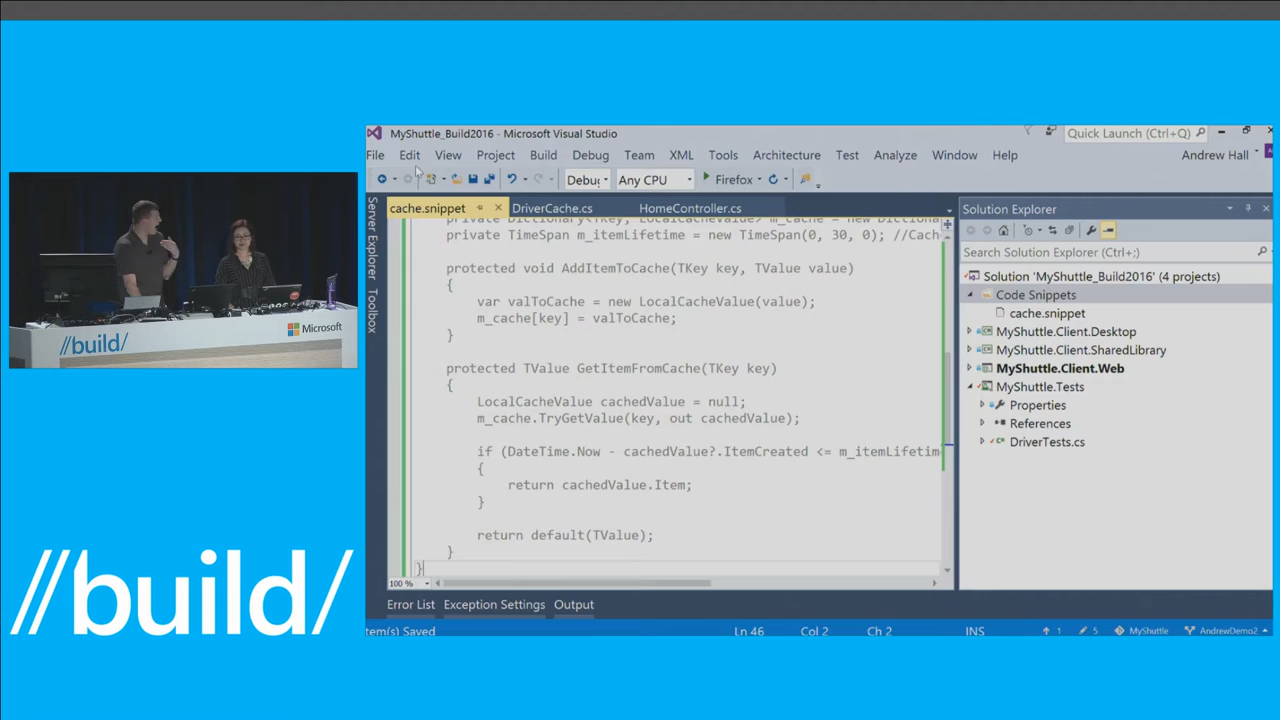 MyShuttle_Build2016 - Microsoft Visual Studio
Quick Launch (Ctrl+Q)
File Edit View Project Build Debug Team XML Tools Architecture Test Analyze Window Help
Andrew Hall
Debug Any CPU Firefox
Server Explorer
Toolbox
cache.snippet DriverCache.cs HomeController.cs
private TimeSpan m_itemLifetime = new TimeSpan(0, 30, 0); //Cach
protected void AddItemToCache(TKey key, TValue value)
{
var valToCache = new LocalCacheValue(value);
m_cache[key] = valToCache;
}
protected TValue GetItemFromCache(TKey key)
{
LocalCacheValue cachedValue = null;
m_cache.TryGetValue(key, out cachedValue);
if (DateTime.Now - cachedValue?.ItemCreated <= m_itemLifetim
{
return cachedValue.Item;
}
return default(TValue);
}
}
100 %
Error List Exception Settings Output
tem(s) Saved
Ln 46 Col 2 Ch 2 INS
1 5 MyShuttle AndrewDemo2
Solution Explorer
Search Solution Explorer (Ctrl+;)
Solution 'MyShuttle_Build2016' (4 projects)
Code Snippets
cache.snippet
MyShuttle.Client.Desktop
MyShuttle.Client.SharedLibrary
MyShuttle.Client.Web
MyShuttle.Tests
Properties
References
DriverTests.cs
//build/
Microsoft
//build/